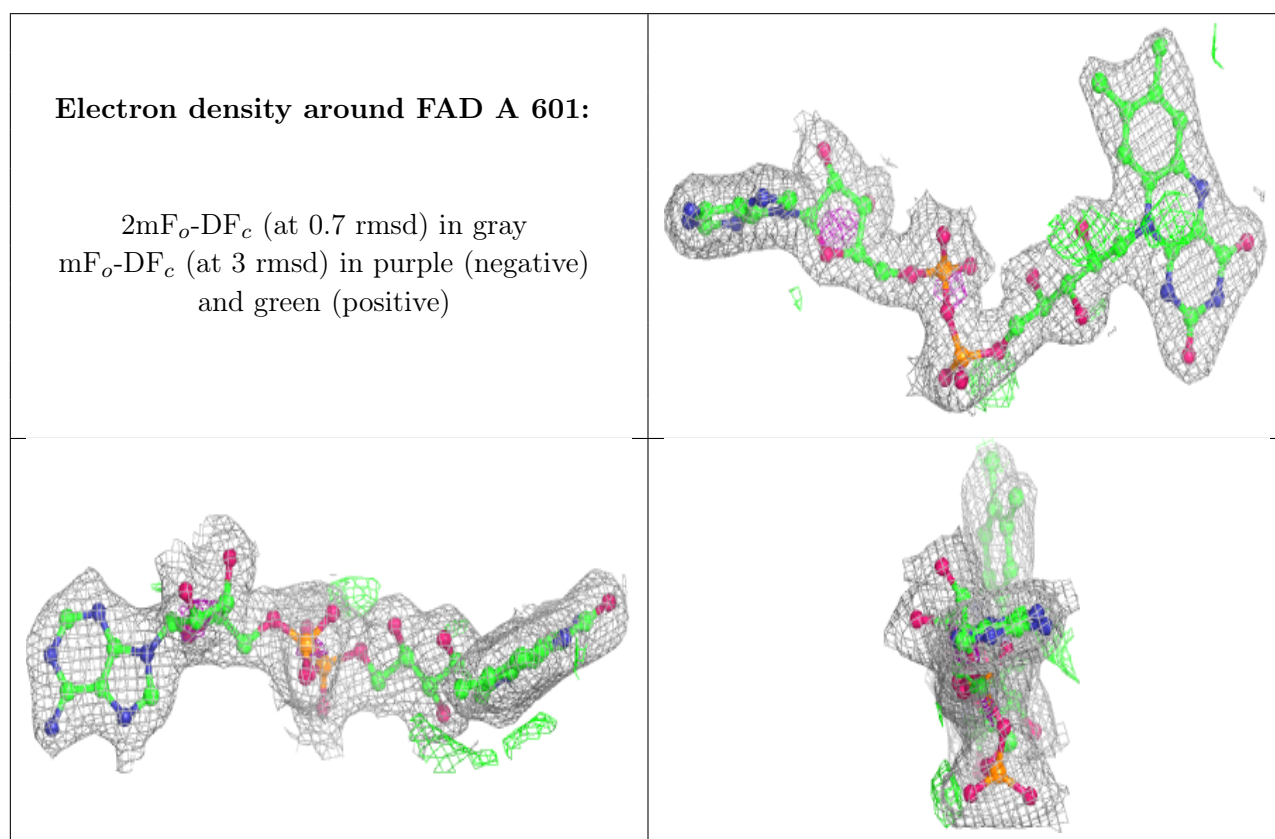 Electron density around FAD A 601:
2mF_o-DF_c (at 0.7 rmsd) in gray
mF_o-DF_c (at 3 rmsd) in purple (negative)
and green (positive)